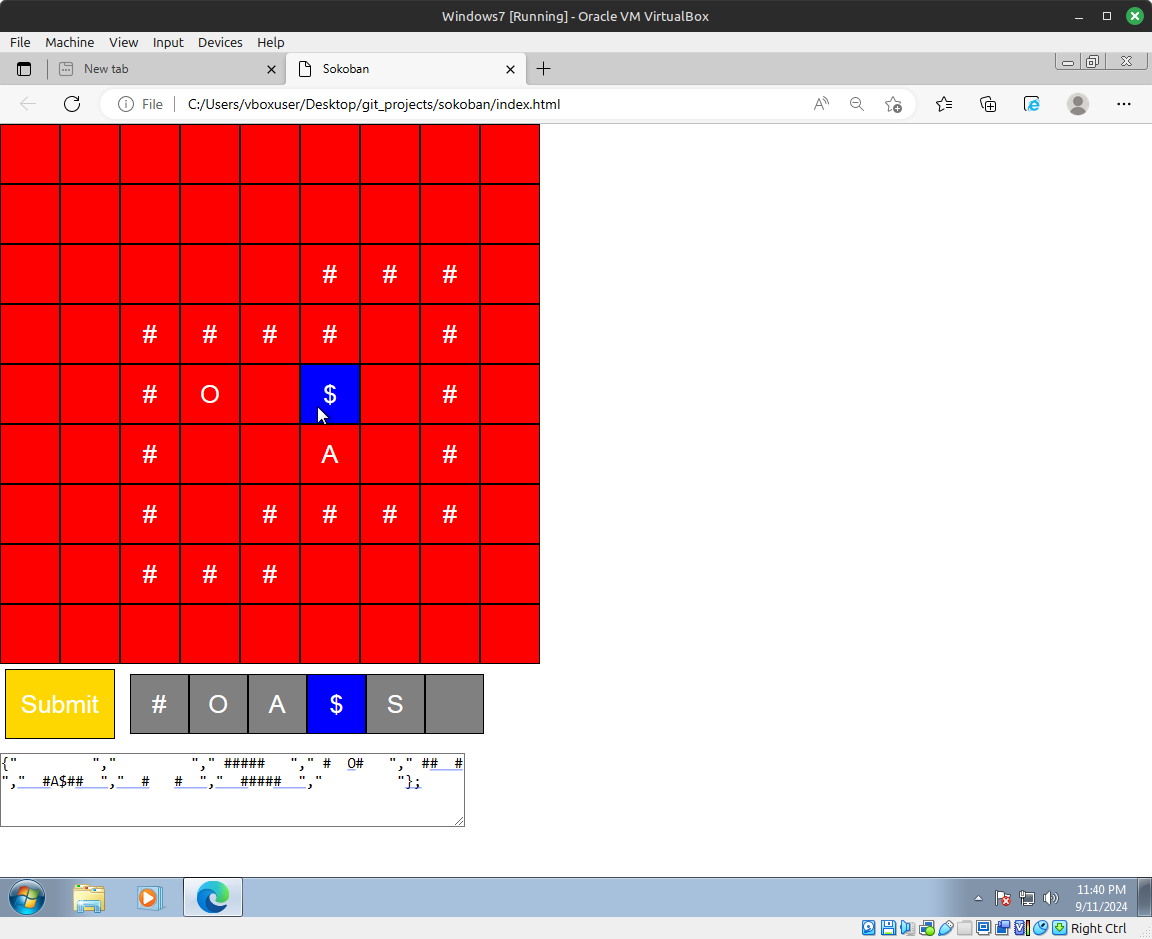 Windows7 [Running] - Oracle VM VirtualBox
File Machine View Input Devices Help
New tab
Sokoban
File C:/Users/vboxuser/Desktop/git_projects/sokoban/index.html
# # #
# # # # #
# O $ #
# A #
# # # # #
# # #
Submit # O A $ S
{"         ","         "," #####   "," #  O#   "," ##  #
","  #A$##  ","  #   #  ","  #####  ","         "};
11:40 PM
9/11/2024
Right Ctrl